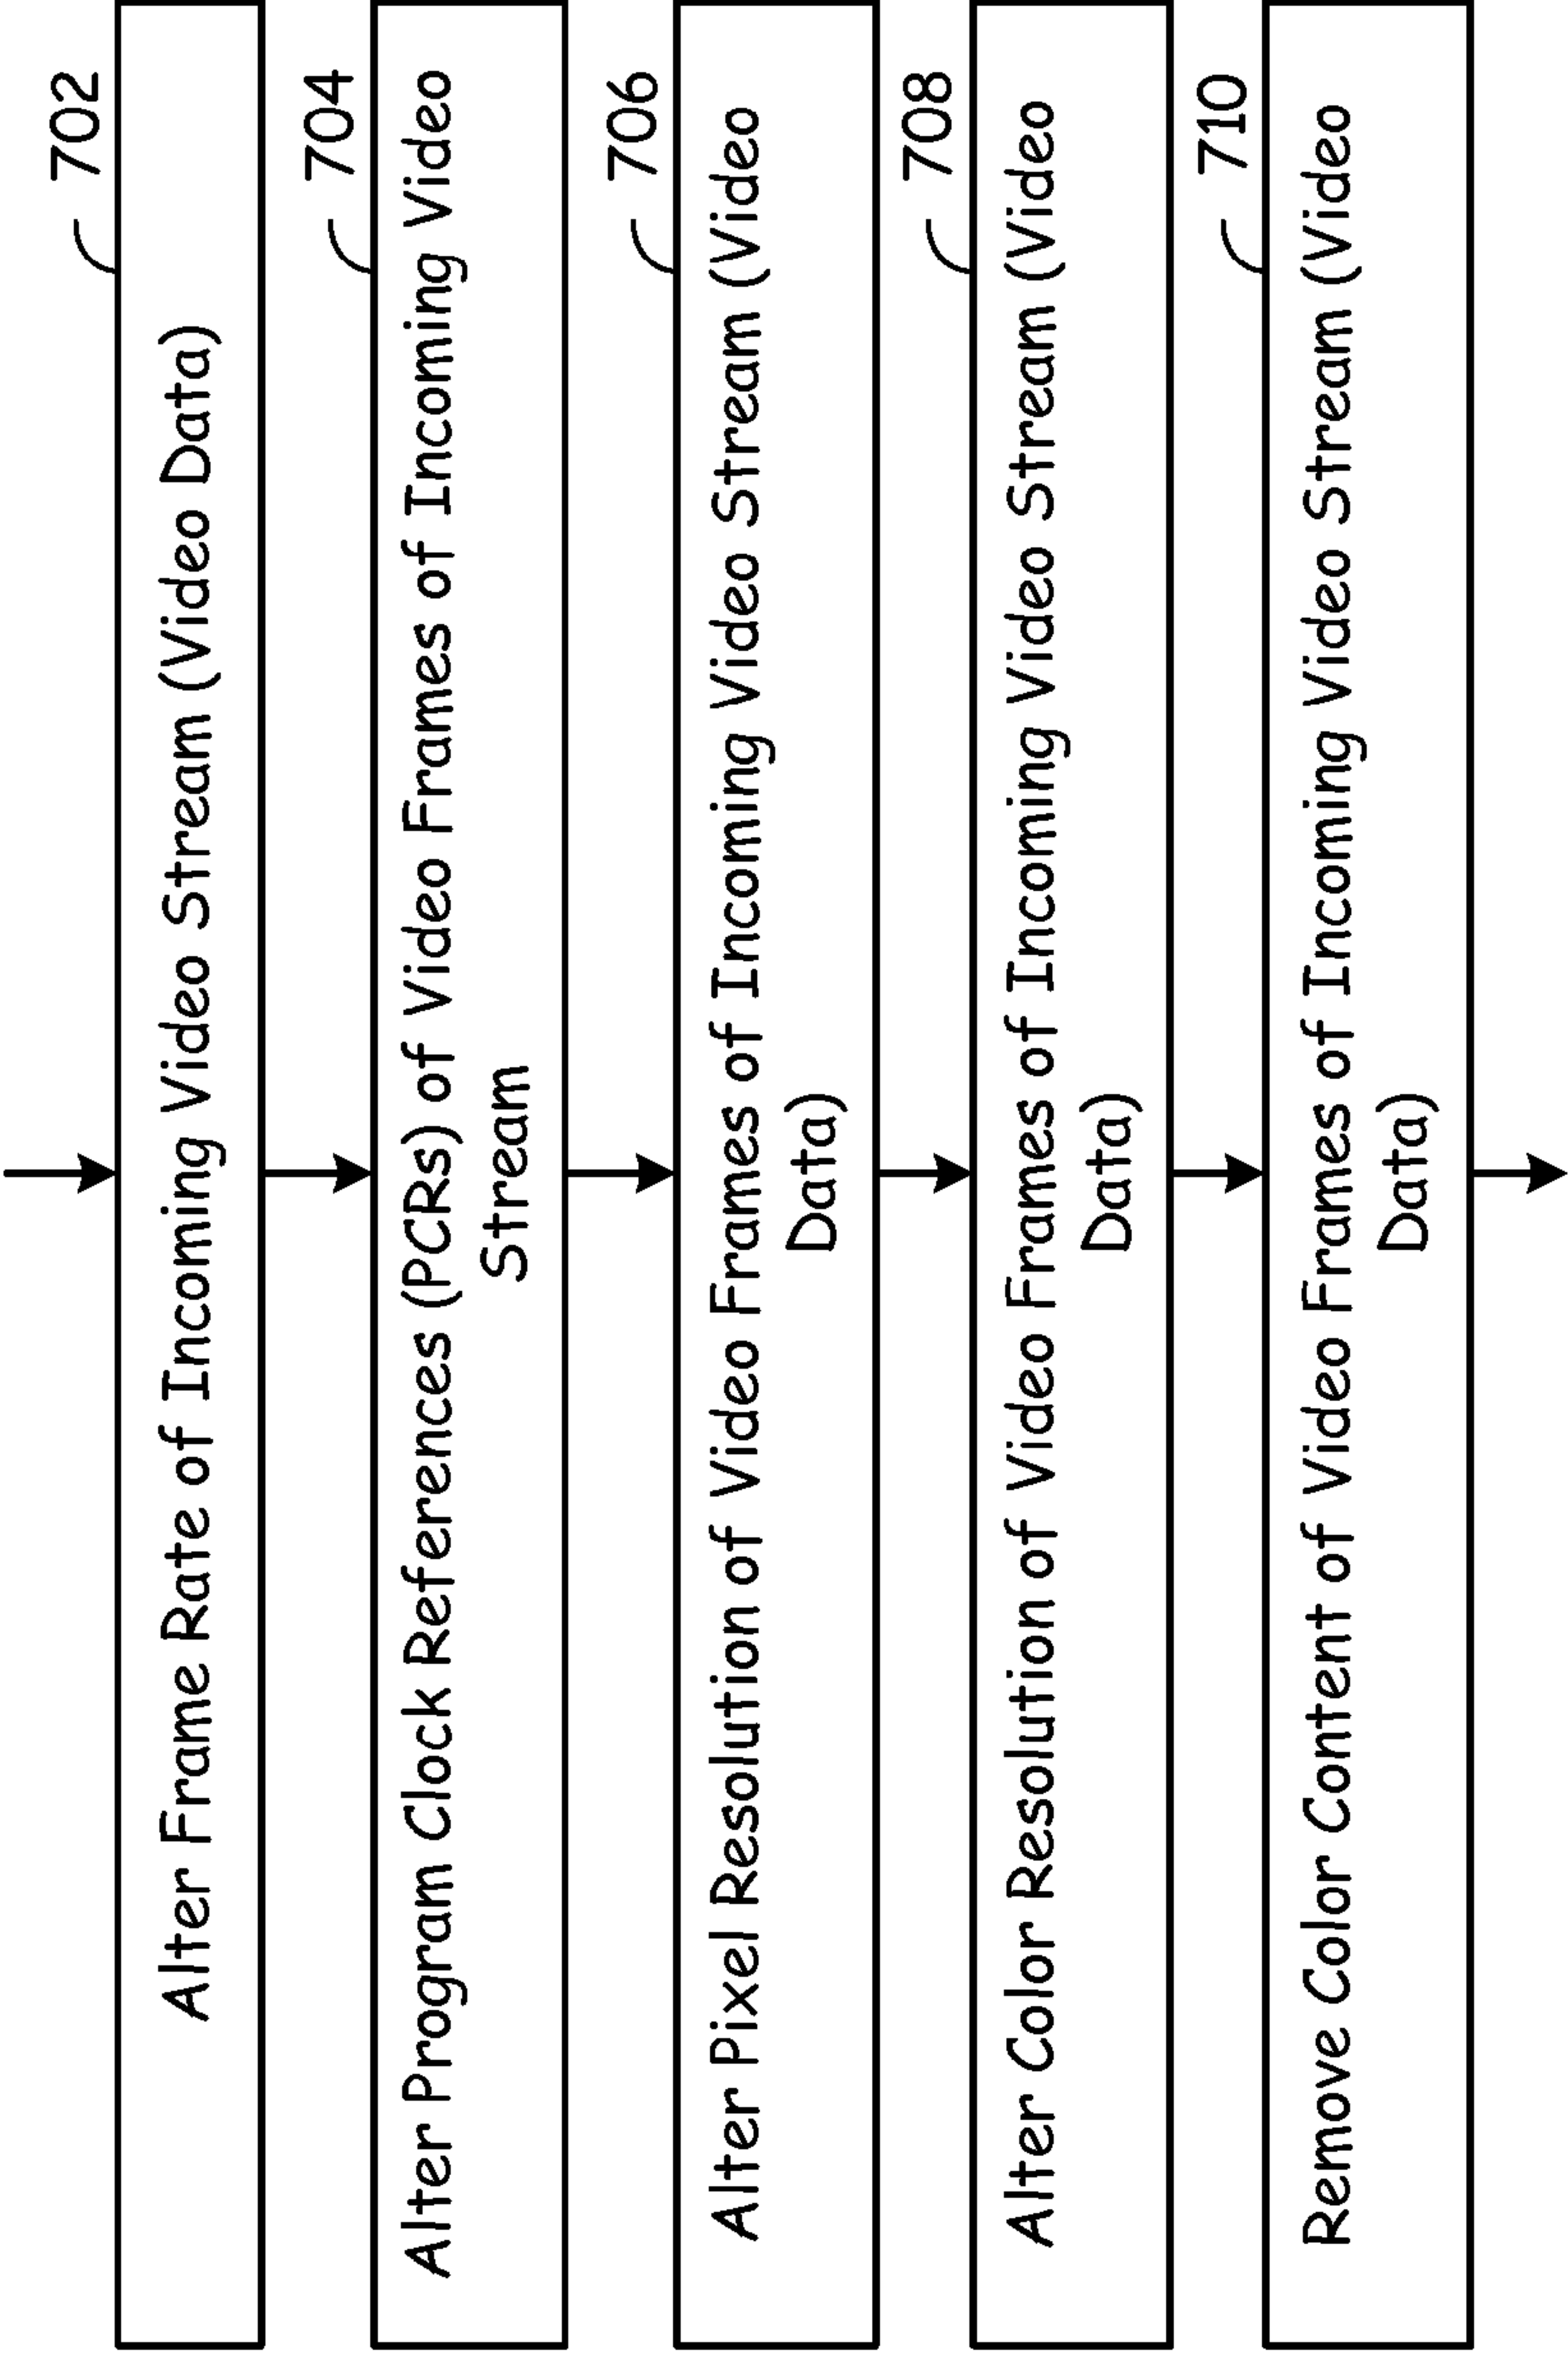 702
Alter Frame Rate of Incoming Video Stream (Video Data)
704
Alter Program Clock References (PCRs) of Video Frames of Incoming Video
Stream
706
Alter Pixel Resolution of Video Frames of Incoming Video Stream (Video
Data)
708
Alter Color Resolution of Video Frames of Incoming Video Stream (Video
Data)
710
Remove Color Content of Video Frames of Incoming Video Stream (Video
Data)